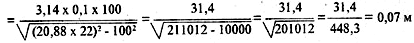 = 3,14 x 0,1 x 100 / √((20,88 x 22)² - 100²) = 31,4 / √(211012 - 10000) = 31,4 / √201012 = 31,4 / 448,3 = 0,07 м